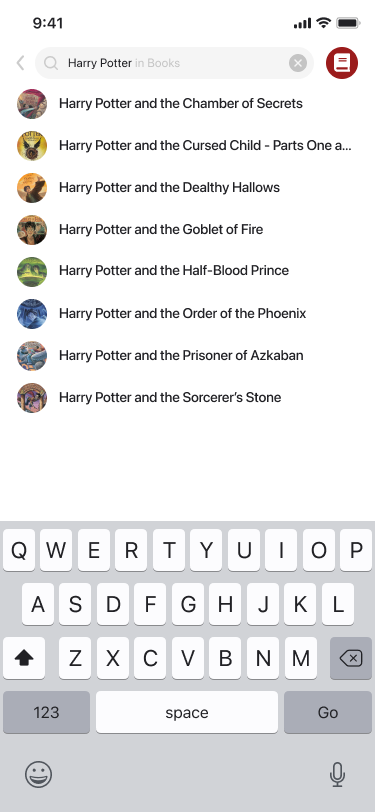 9:41
Harry Potter in Books
Harry Potter and the Chamber of Secrets
Harry Potter and the Cursed Child - Parts One a...
Harry Potter and the Dealthy Hallows
Harry Potter and the Goblet of Fire
Harry Potter and the Half-Blood Prince
Harry Potter and the Order of the Phoenix
Harry Potter and the Prisoner of Azkaban
Harry Potter and the Sorcerer’s Stone
Q W E R T Y U I O P
A S D F G H J K L
Z X C V B N M
123 space Go